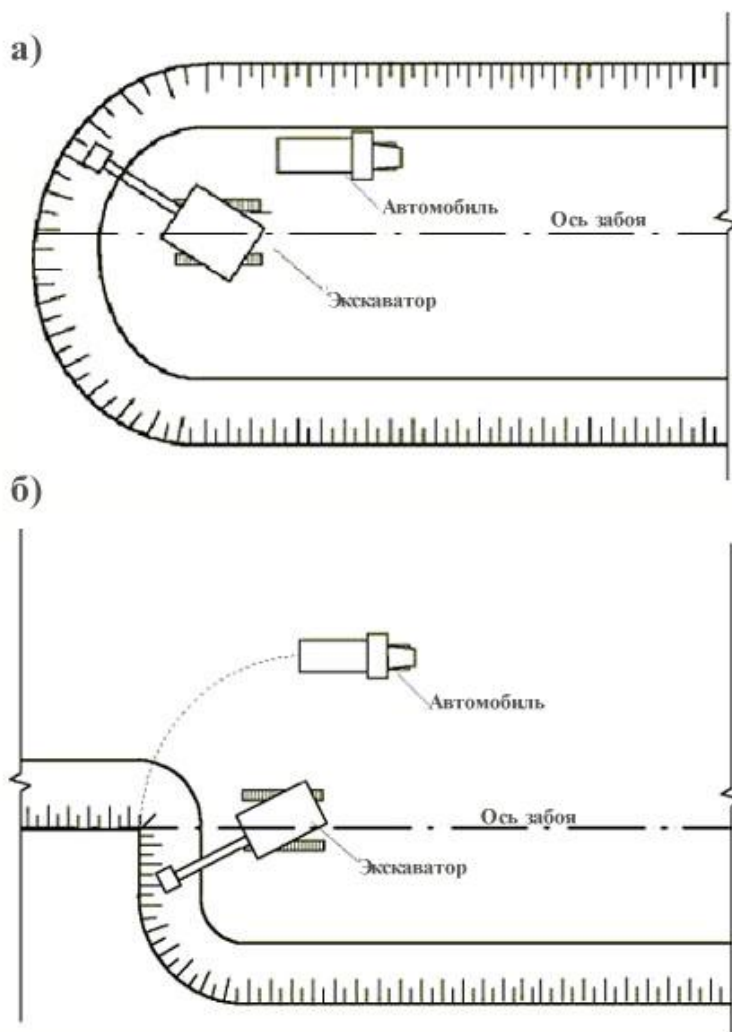 а)
Автомобиль
Ось забоя
Экскаватор
б)
Автомобиль
Ось забоя
Экскаватор